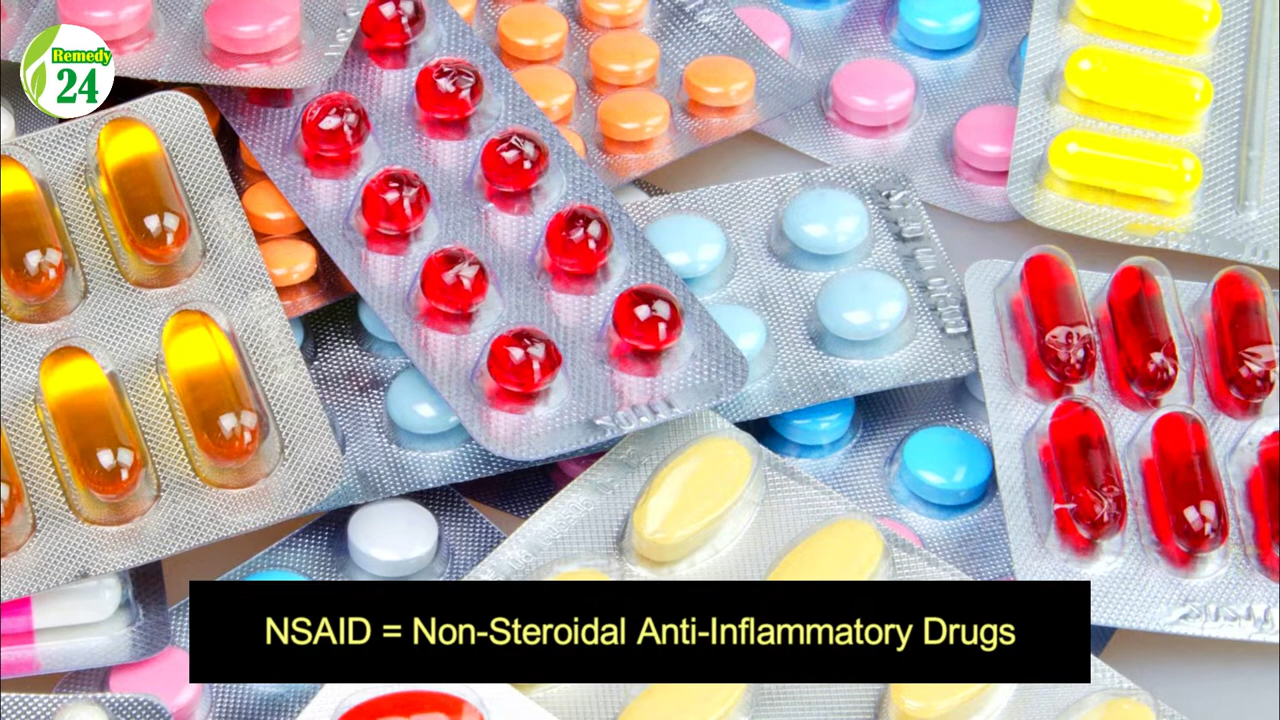 Remedy
24
NSAID = Non-Steroidal Anti-Inflammatory Drugs